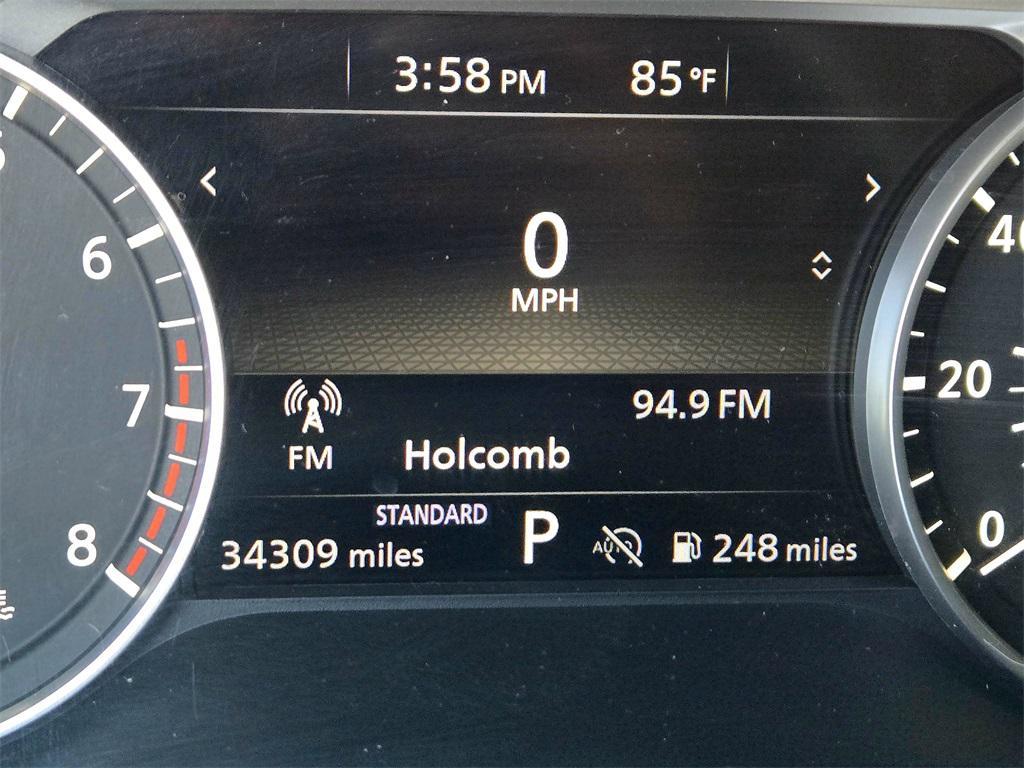 3:58 PM 85°F
<
>
0
MPH
94.9 FM
FM
Holcomb
STANDARD
34309 miles
P
AUTO
248 miles
6
7
8
40
20
0